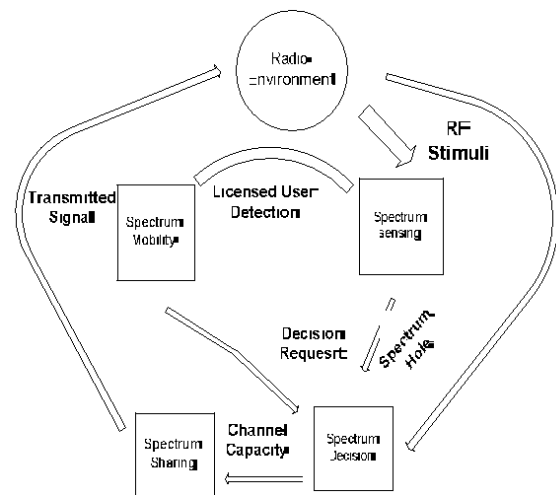 Radio
Environment
RF
Stimuli
Transmitted
Signal
Licensed User
Detection
Spectrum
Mobility
Spectrum
sensing
Decision
Request
Spectrum
Hole
Channel
Capacity
Spectrum
Sharing
Spectrum
Decision